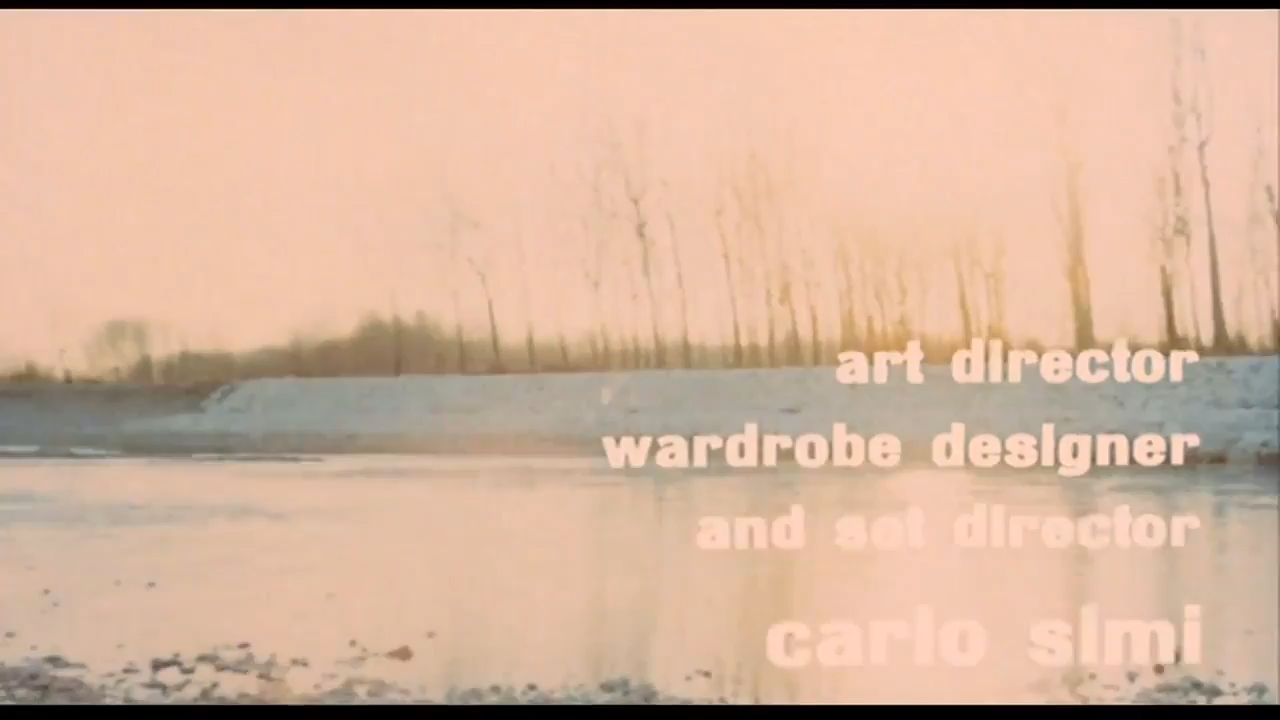 art director
wardrobe designer
and set director
carlo simi